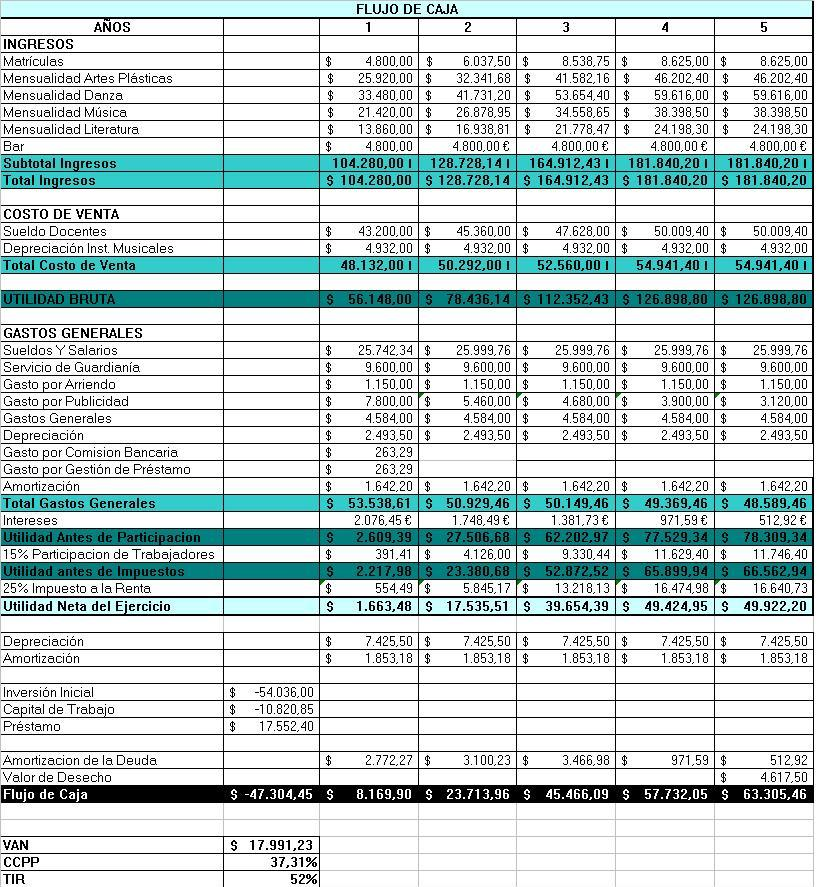 FLUJO DE CAJA
AÑOS 1 2 3 4 5
INGRESOS
Matrículas $ 4.800,00 $ 6.037,50 $ 8.538,75 $ 8.625,00 $ 8.625,00
Mensualidad Artes Plásticas $ 25.920,00 $ 32.341,68 $ 41.582,16 $ 46.202,40 $ 46.202,40
Mensualidad Danza $ 33.480,00 $ 41.731,20 $ 53.654,40 $ 59.616,00 $ 59.616,00
Mensualidad Música $ 21.420,00 $ 26.878,95 $ 34.558,65 $ 38.398,50 $ 38.398,50
Mensualidad Literatura $ 13.860,00 $ 16.938,81 $ 21.778,47 $ 24.198,30 $ 24.198,30
Bar $ 4.800,00 4.800,00 € 4.800,00 € 4.800,00 € 4.800,00 €
Subtotal Ingresos 104.280,00 128.728,14 164.912,43 181.840,20 181.840,20
Total Ingresos $ 104.280,00 $ 128.728,14 $ 164.912,43 $ 181.840,20 $ 181.840,20
COSTO DE VENTA
Sueldo Docentes $ 43.200,00 $ 45.360,00 $ 47.628,00 $ 50.009,40 $ 50.009,40
Depreciación Inst. Musicales $ 4.932,00 $ 4.932,00 $ 4.932,00 $ 4.932,00 $ 4.932,00
Total Costo de Venta 48.132,00 50.292,00 52.560,00 54.941,40 54.941,40
UTILIDAD BRUTA $ 56.148,00 $ 78.436,14 $ 112.352,43 $ 126.898,80 $ 126.898,80
GASTOS GENERALES
Sueldos Y Salarios $ 25.742,34 $ 25.999,76 $ 25.999,76 $ 25.999,76 $ 25.999,76
Servicio de Guardianía $ 9.600,00 $ 9.600,00 $ 9.600,00 $ 9.600,00 $ 9.600,00
Gasto por Arriendo $ 1.150,00 $ 1.150,00 $ 1.150,00 $ 1.150,00 $ 1.150,00
Gasto por Publicidad $ 7.800,00 $ 5.460,00 $ 4.680,00 $ 3.900,00 $ 3.120,00
Gastos Generales $ 4.584,00 $ 4.584,00 $ 4.584,00 $ 4.584,00 $ 4.584,00
Depreciación $ 2.493,50 $ 2.493,50 $ 2.493,50 $ 2.493,50 $ 2.493,50
Gasto por Comision Bancaria $ 263,29
Gasto por Gestión de Préstamo $ 263,29
Amortización $ 1.642,20 $ 1.642,20 $ 1.642,20 $ 1.642,20 $ 1.642,20
Total Gastos Generales $ 53.538,61 $ 50.929,46 $ 50.149,46 $ 49.369,46 $ 48.589,46
Intereses 2.076,45 € 1.748,49 € 1.381,73 € 971,59 € 512,92 €
Utilidad Antes de Participacion $ 2.609,39 $ 27.506,68 $ 62.202,97 $ 77.529,34 $ 78.309,34
15% Participacion de Trabajadores $ 391,41 $ 4.126,00 $ 9.330,44 $ 11.629,40 $ 11.746,40
Utilidad antes de Impuestos $ 2.217,98 $ 23.380,68 $ 52.872,52 $ 65.899,94 $ 66.562,94
25% Impuesto a la Renta $ 554,49 $ 5.845,17 $ 13.218,13 $ 16.474,98 $ 16.640,73
Utilidad Neta del Ejercicio $ 1.663,48 $ 17.535,51 $ 39.654,39 $ 49.424,95 $ 49.922,20
Depreciación $ 7.425,50 $ 7.425,50 $ 7.425,50 $ 7.425,50 $ 7.425,50
Amortización $ 1.853,18 $ 1.853,18 $ 1.853,18 $ 1.853,18 $ 1.853,18
Inversión Inicial $ -54.036,00
Capital de Trabajo $ -10.820,85
Préstamo $ 17.552,40
Amortizacion de la Deuda $ 2.772,27 $ 3.100,23 $ 3.466,98 $ 971,59 $ 512,92
Valor de Desecho $ 4.617,50
Flujo de Caja $ -47.304,45 $ 8.169,90 $ 23.713,96 $ 45.466,09 $ 57.732,05 $ 63.305,46
VAN $ 17.991,23
CCPP 37,31%
TIR 52%